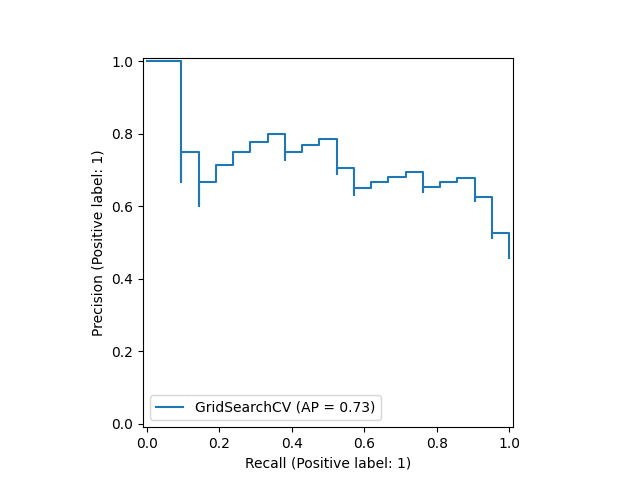 1.0
0.8
0.6
0.4
0.2
0.0
Precision (Positive label: 1)
GridSearchCV (AP = 0.73)
0.0 0.2 0.4 0.6 0.8 1.0
Recall (Positive label: 1)